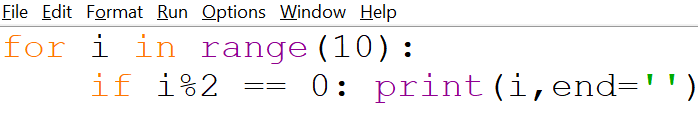 File Edit Format Run Options Window Help
for i in range(10):
    if i%2 == 0: print(i,end='')